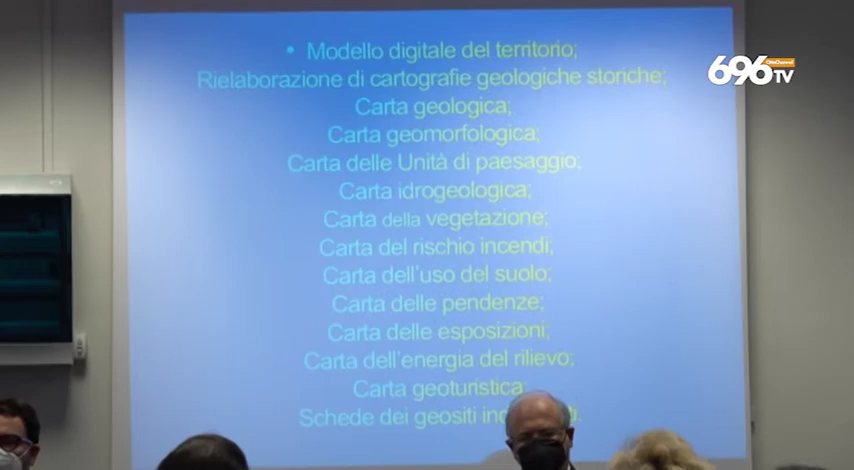 • Modello digitale del territorio;
Rielaborazione di cartografie geologiche storiche;
Carta geologica;
Carta geomorfologica;
Carta delle Unità di paesaggio;
Carta idrogeologica;
Carta della vegetazione;
Carta del rischio incendi;
Carta dell'uso del suolo;
Carta delle pendenze;
Carta delle esposizioni;
Carta dell'energia del rilievo;
Carta geoturistica;
Schede dei geositi
696 TV